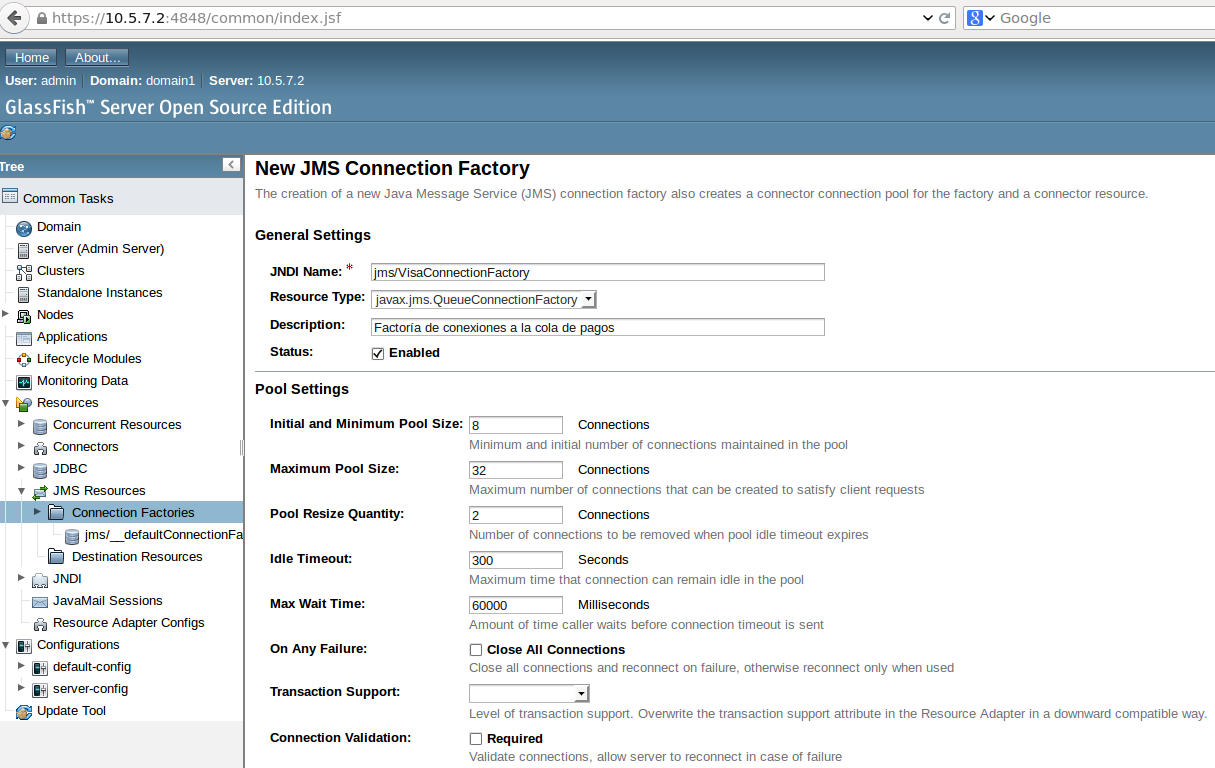 https://10.5.7.2:4848/common/index.jsf
Google
Home About...
User: admin Domain: domain1 Server: 10.5.7.2
GlassFish™ Server Open Source Edition
Tree
Common Tasks
Domain
server (Admin Server)
Clusters
Standalone Instances
Nodes
Applications
Lifecycle Modules
Monitoring Data
Resources
Concurrent Resources
Connectors
JDBC
JMS Resources
Connection Factories
jms/__defaultConnectionFa
Destination Resources
JNDI
JavaMail Sessions
Resource Adapter Configs
Configurations
default-config
server-config
Update Tool
New JMS Connection Factory
The creation of a new Java Message Service (JMS) connection factory also creates a connector connection pool for the factory and a connector resource.
General Settings
JNDI Name: * jms/VisaConnectionFactory
Resource Type: javax.jms.QueueConnectionFactory
Description: Factoría de conexiones a la cola de pagos
Status: Enabled
Pool Settings
Initial and Minimum Pool Size: 8 Connections
Minimum and initial number of connections maintained in the pool
Maximum Pool Size: 32 Connections
Maximum number of connections that can be created to satisfy client requests
Pool Resize Quantity: 2 Connections
Number of connections to be removed when pool idle timeout expires
Idle Timeout: 300 Seconds
Maximum time that connection can remain idle in the pool
Max Wait Time: 60000 Milliseconds
Amount of time caller waits before connection timeout is sent
On Any Failure: Close All Connections
Close all connections and reconnect on failure, otherwise reconnect only when used
Transaction Support:
Level of transaction support. Overwrite the transaction support attribute in the Resource Adapter in a downward compatible way.
Connection Validation: Required
Validate connections, allow server to reconnect in case of failure